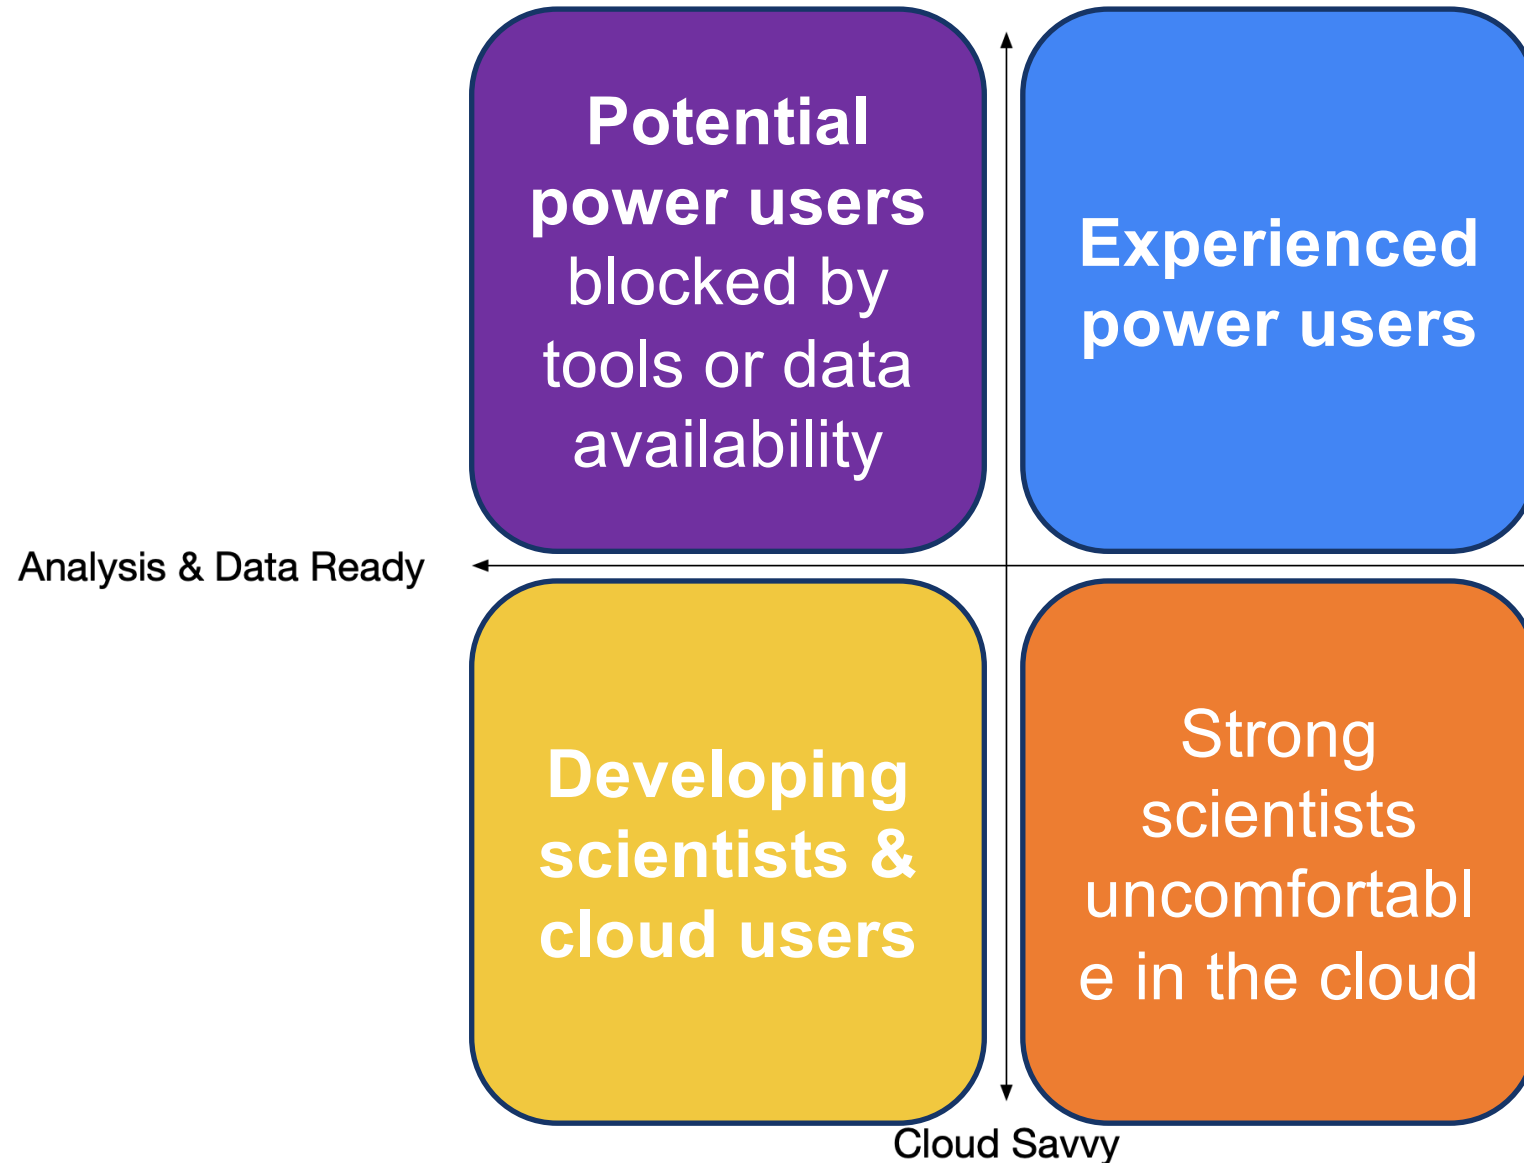 Potential
power users
blocked by
tools or data
availability
Experienced
power users
Analysis & Data Ready
Developing
scientists &
cloud users
Strong
scientists
uncomfortabl
e in the cloud
Cloud Savvy